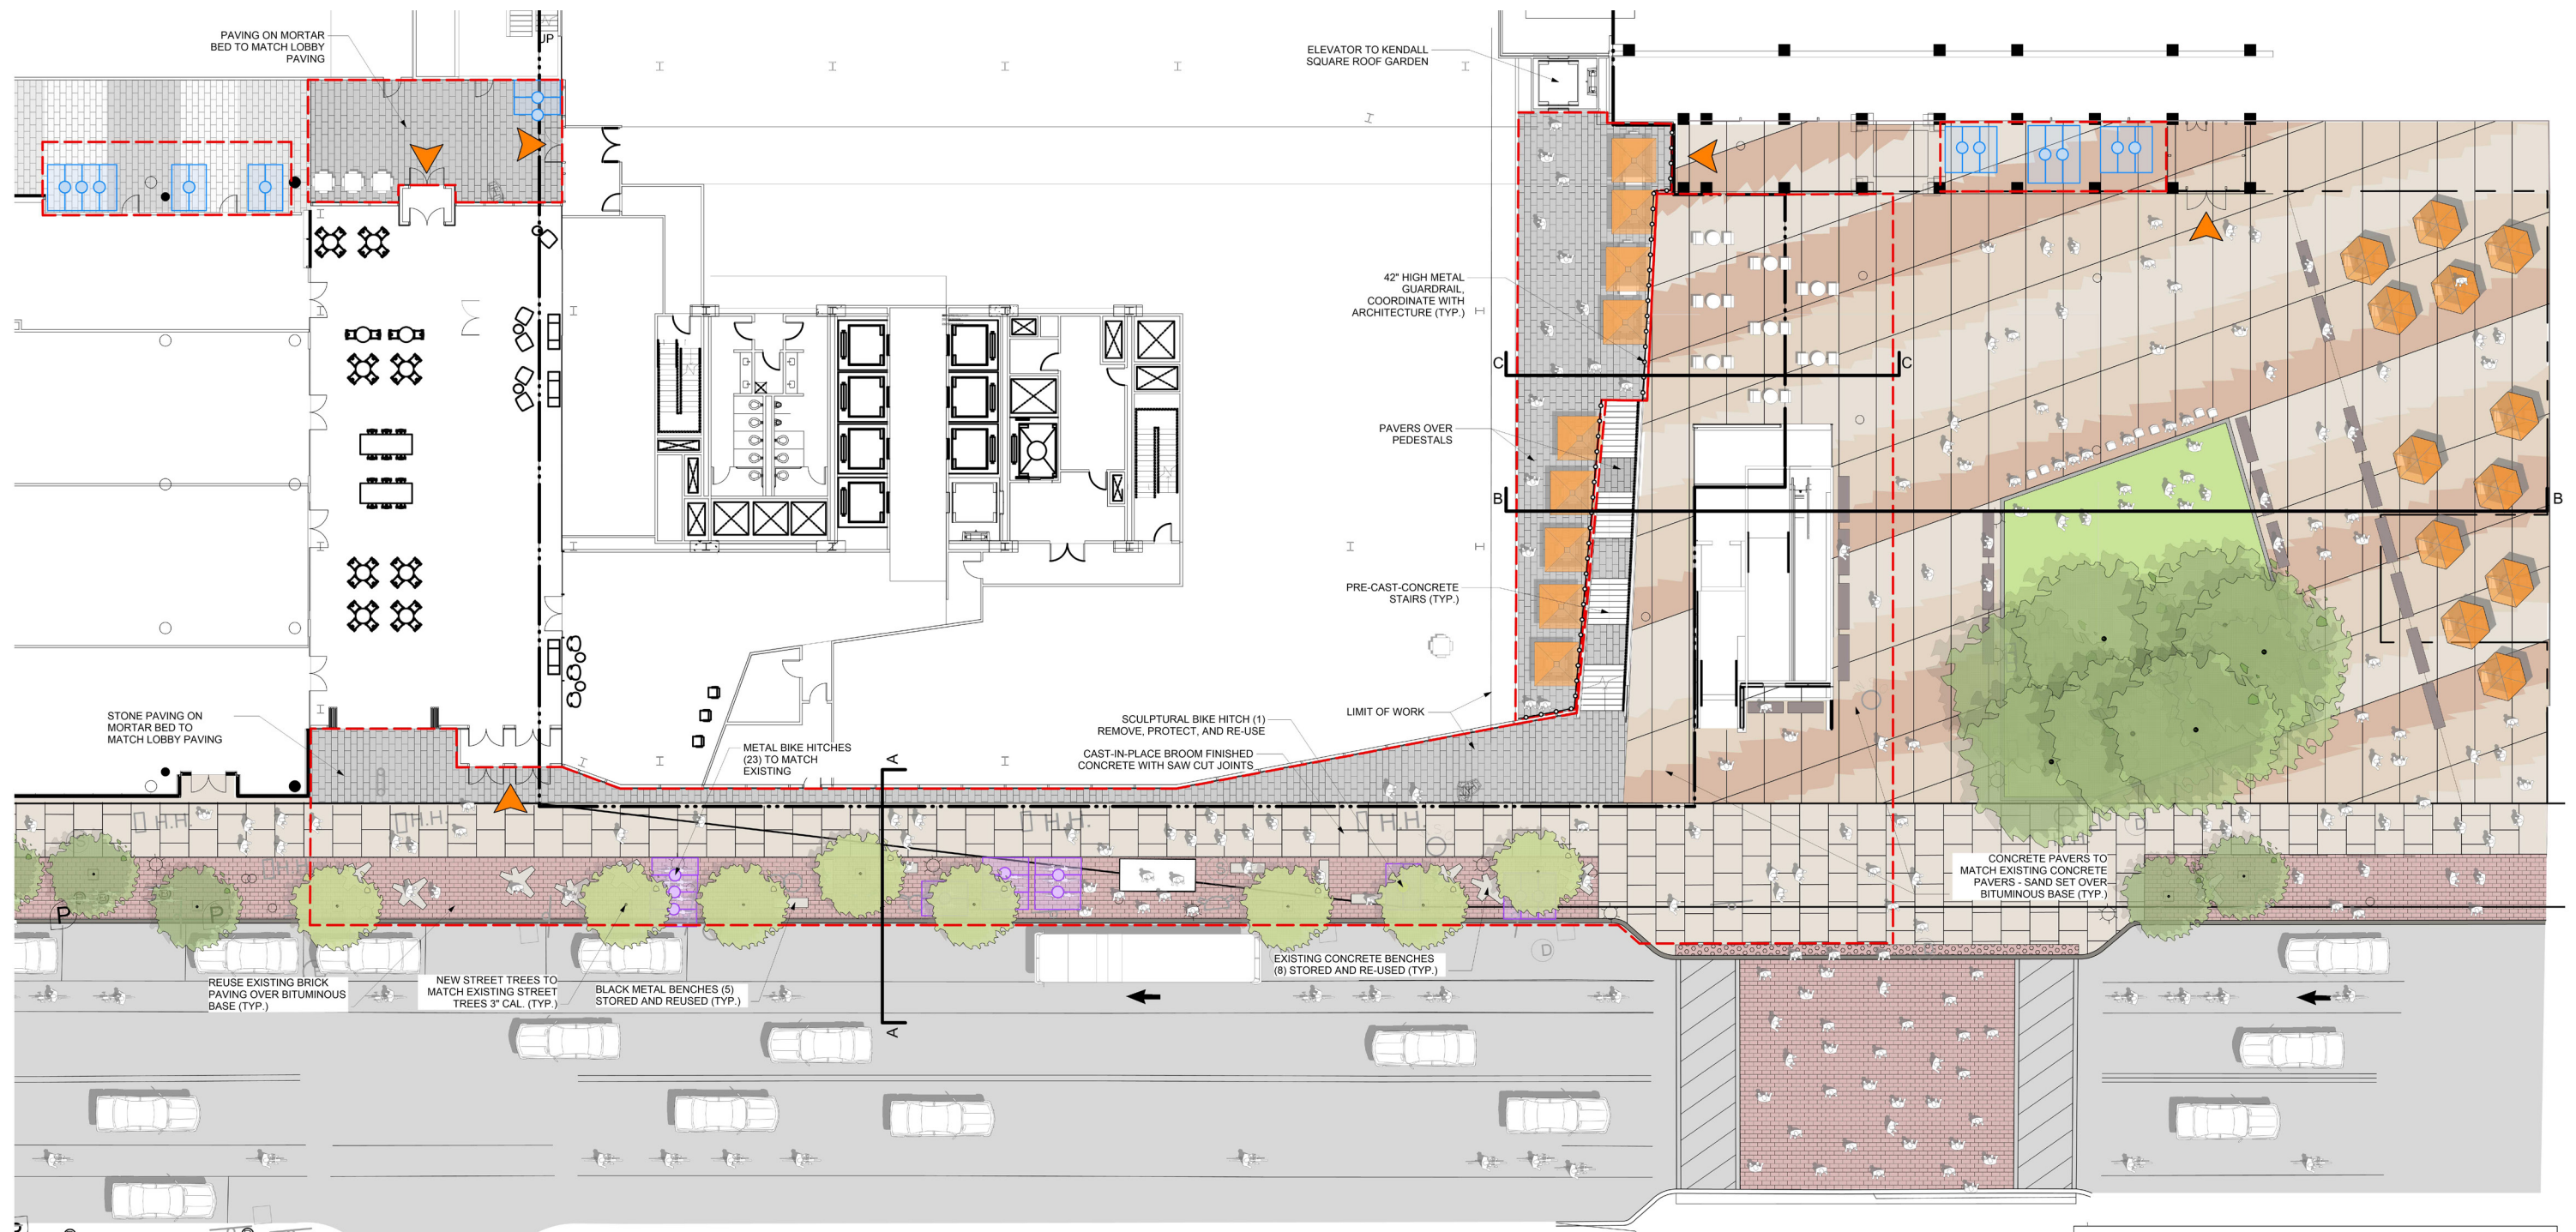 PAVING ON MORTAR
BED TO MATCH LOBBY
PAVING
UP
ELEVATOR TO KENDALL
SQUARE ROOF GARDEN
42" HIGH METAL
GUARDRAIL,
COORDINATE WITH
ARCHITECTURE (TYP.)
C
C
PAVERS OVER
PEDESTALS
B
B
PRE-CAST-CONCRETE
STAIRS (TYP.)
LIMIT OF WORK
STONE PAVING ON
MORTAR BED TO
MATCH LOBBY PAVING
METAL BIKE HITCHES
(23) TO MATCH
EXISTING
SCULPTURAL BIKE HITCH (1)
REMOVE, PROTECT, AND RE-USE
CAST-IN-PLACE BROOM FINISHED
CONCRETE WITH SAW CUT JOINTS
A
H.H.
H.H.
H.H.
H.H.
H.H.
D
CONCRETE PAVERS TO
MATCH EXISTING CONCRETE
PAVERS - SAND SET OVER
BITUMINOUS BASE (TYP.)
P
P
D
REUSE EXISTING BRICK
PAVING OVER BITUMINOUS
BASE (TYP.)
NEW STREET TREES TO
MATCH EXISTING STREET
TREES 3" CAL. (TYP.)
BLACK METAL BENCHES (5)
STORED AND REUSED (TYP.)
EXISTING CONCRETE BENCHES
(8) STORED AND RE-USED (TYP.)
A